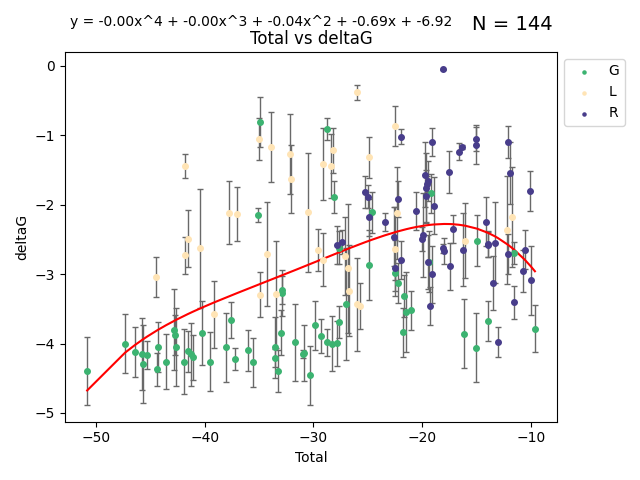 y = -0.00x^4 + -0.00x^3 + -0.04x^2 + -0.69x + -6.92
N = 144
Total vs deltaG
G
L
R
0
−1
−2
−3
−4
−5
deltaG
−50 −40 −30 −20 −10
Total